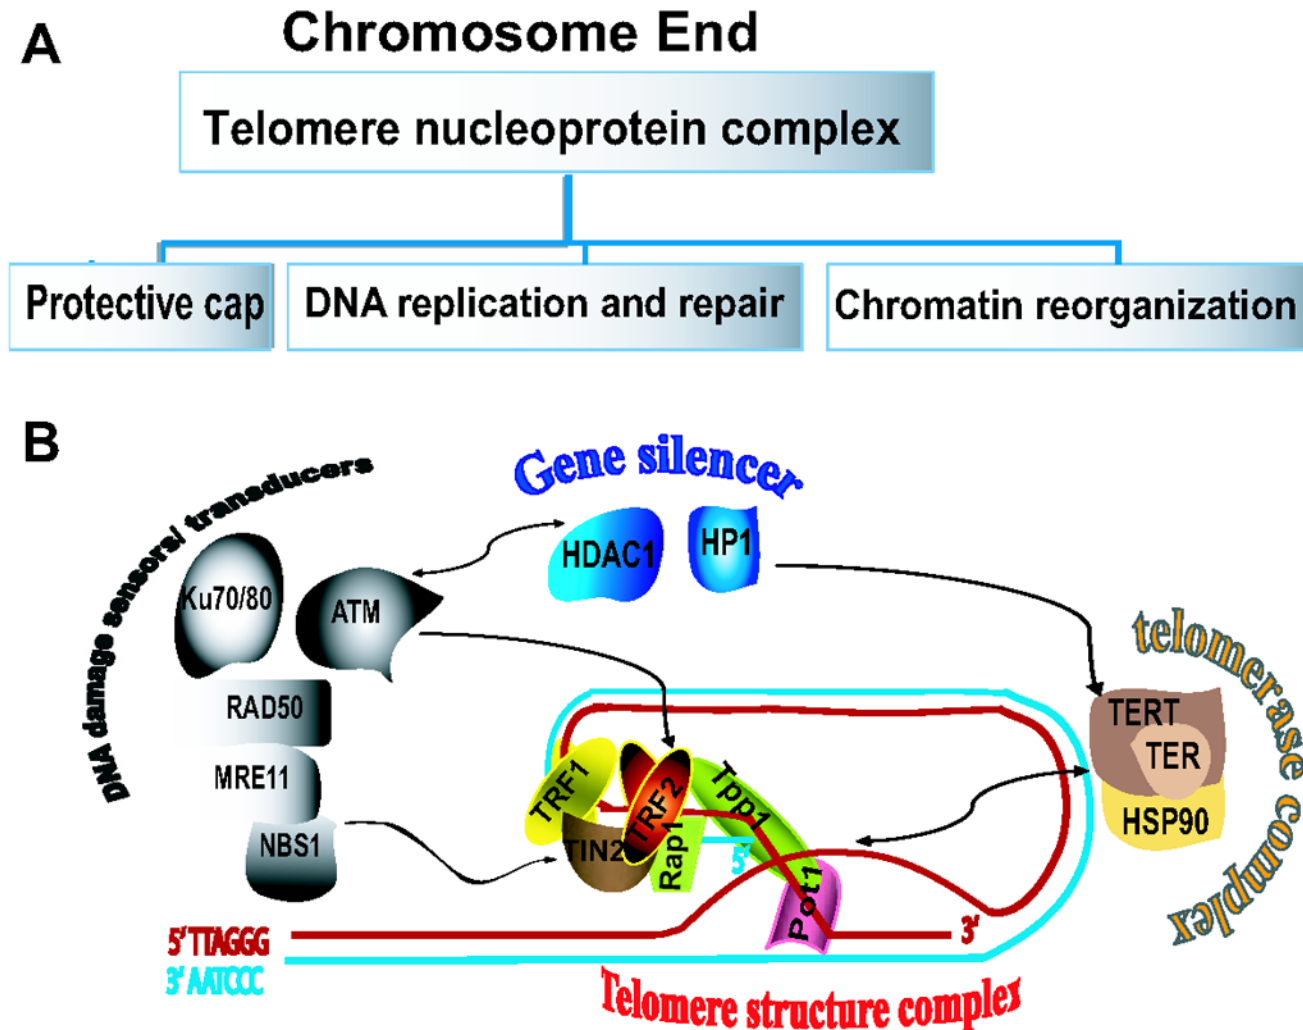 A
Chromosome End
Telomere nucleoprotein complex
Protective cap
DNA replication and repair
Chromatin reorganization
B
DNA damage sensors/ transducers
Gene silencer
Ku70/80
ATM
HDAC1
HP1
RAD50
MRE11
NBS1
telomerase complex
TERT
TER
HSP90
TRF1
TRF2
Tpp1
TIN2
Rap1
5'
Pot1
5' TTAGGG
3'
3' AATCCC
Telomere structure complex